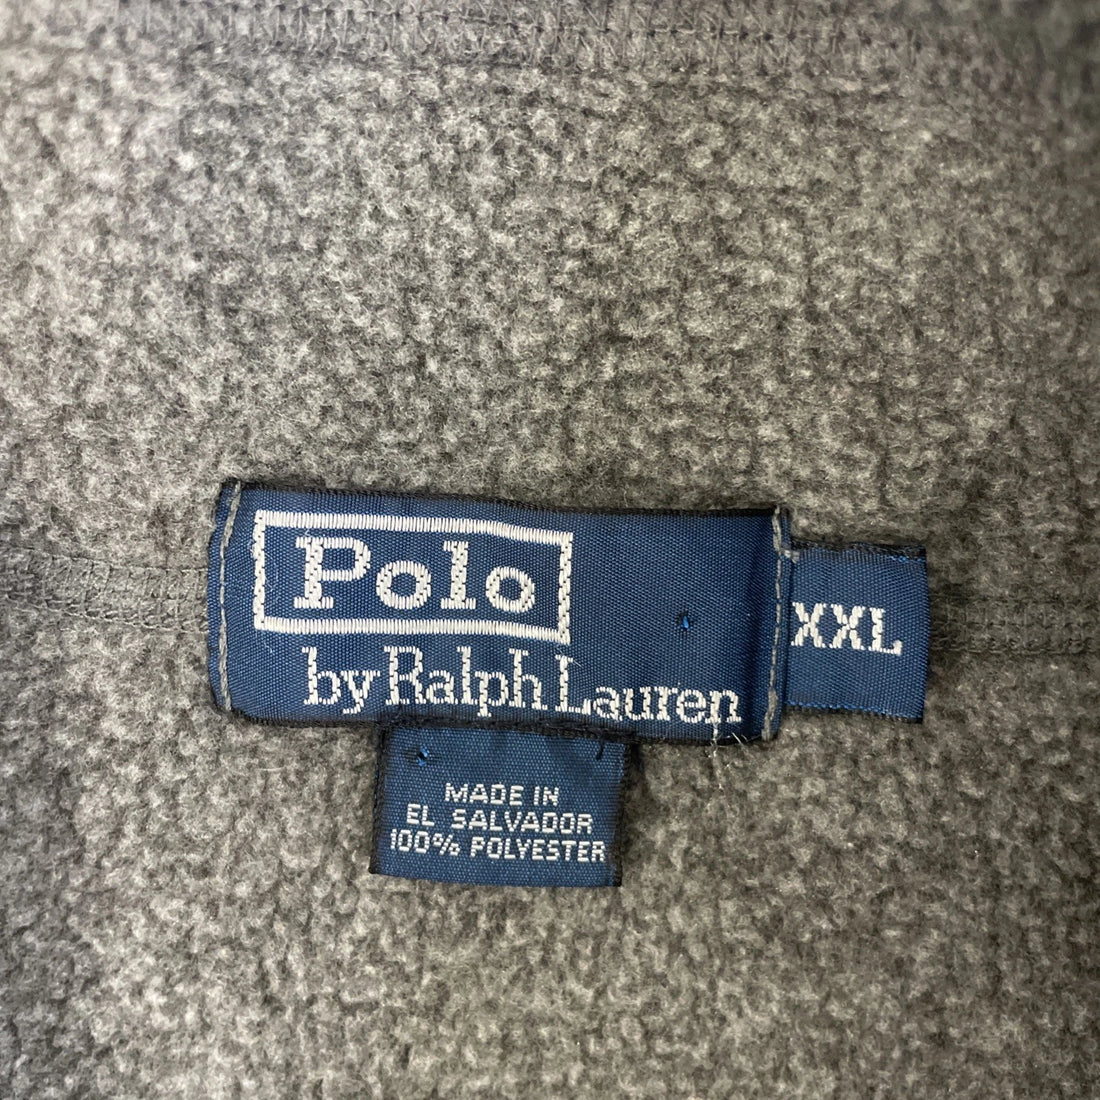 Polo
by Ralph Lauren
XXL
MADE IN
EL SALVADOR
100% POLYESTER